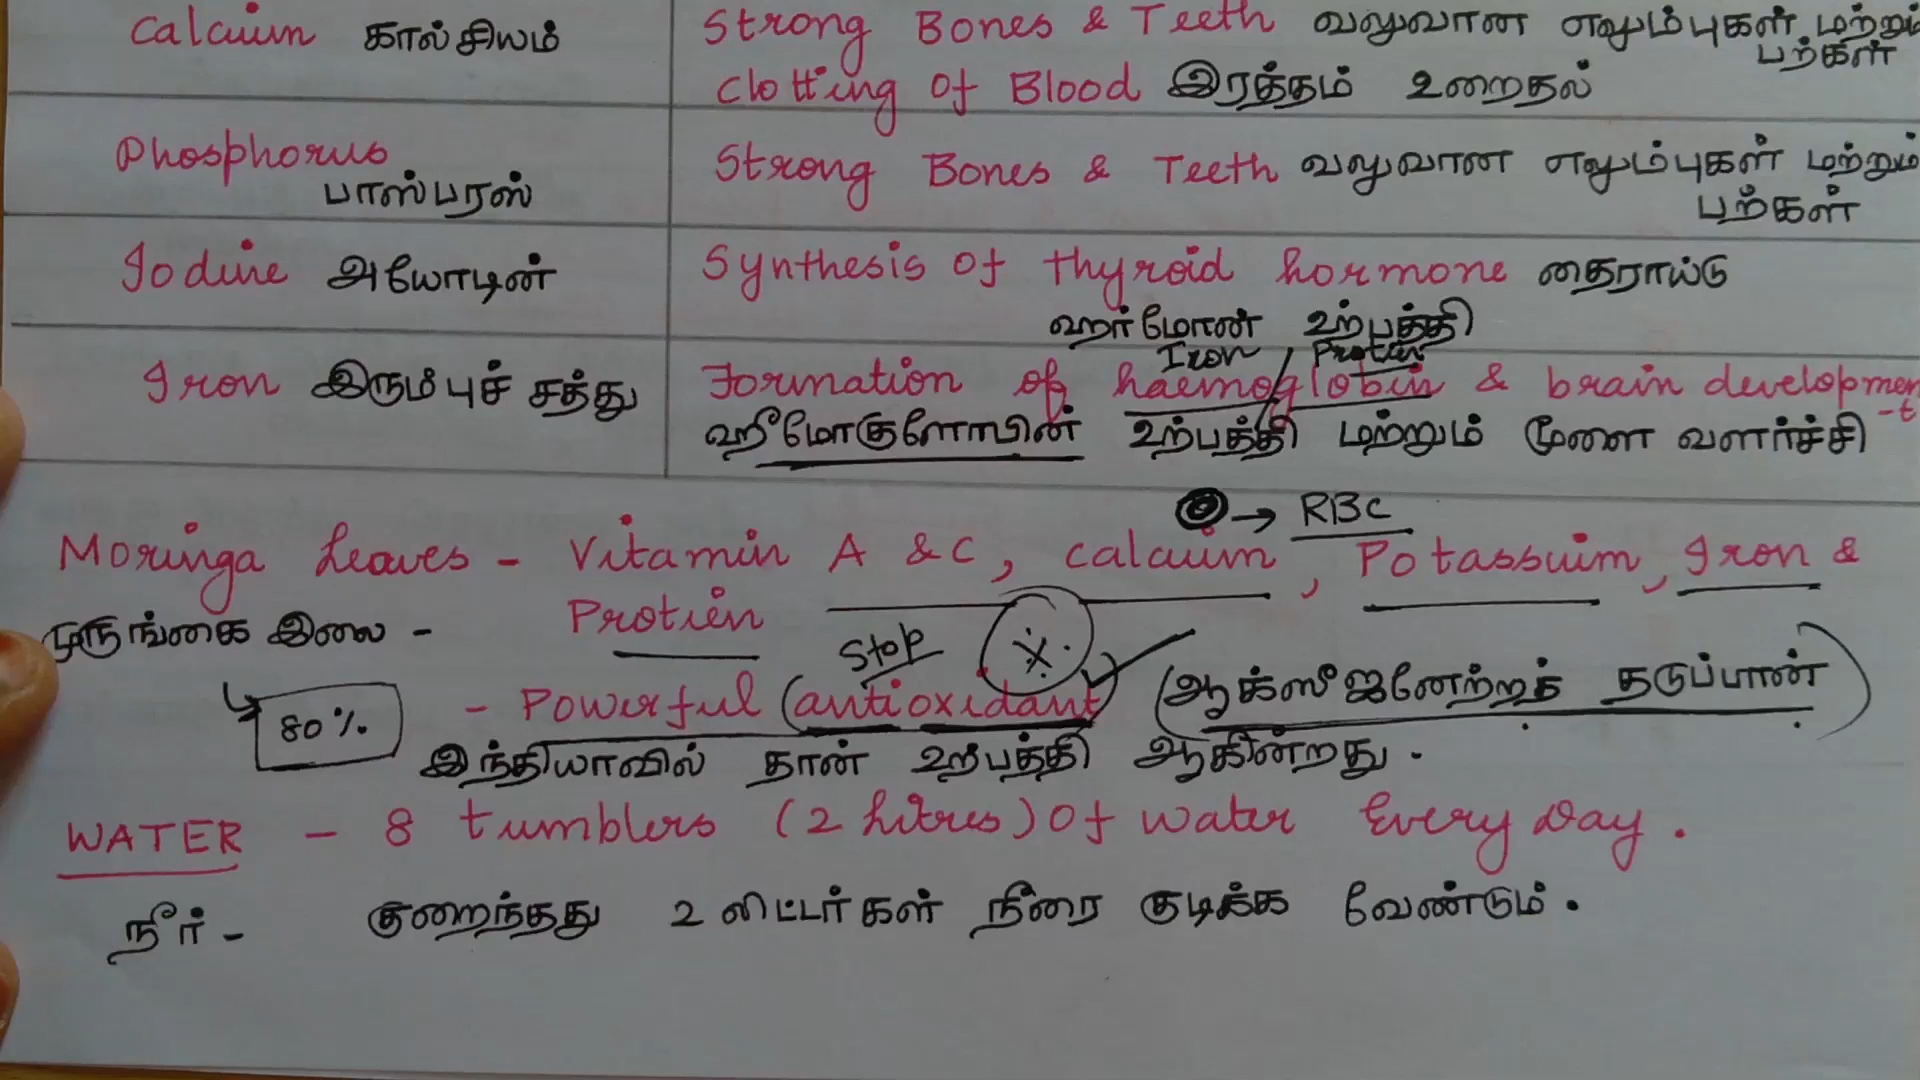 Calcium கால்சியம்
Strong Bones & Teeth வலுவான எலும்புகள் மற்றும்
பற்கள்
Clotting Of Blood இரத்தம் உறைதல்
Phosphorus
பாஸ்பரஸ்
Strong Bones & Teeth வலுவான எலும்புகள் மற்றும்
பற்கள்
Iodine அயோடின்
Synthesis Of thyroid hormone தைராய்டு
ஹார்மோன் உற்பத்தி
Iron / Protein
Iron இரும்புச் சத்து
Formation of haemoglobin & brain developmen
-t
ஹீமோகுளோபின் உற்பத்தி மற்றும் மூளை வளர்ச்சி
→ RBC
Moringa Leaves - Vitamin A & C, Calcium, Potassium, Iron &
முருங்கை இலை - Protien
Stop
80% - Powerful (antioxidant) (ஆக்ஸீஜனேற்றத் தடுப்பான்)
இந்தியாவில் தான் உற்பத்தி ஆகின்றது.
WATER - 8 tumblers (2 Litres) Of water Every Day.
நீர் - குறைந்தது 2 லிட்டர்கள் நீரை குடிக்க வேண்டும்.